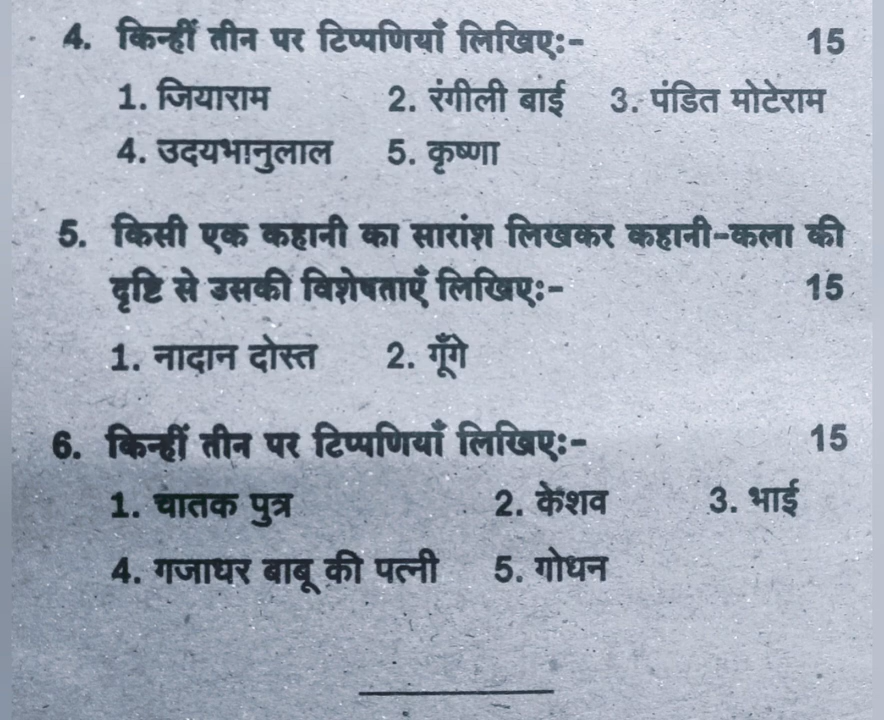 4. किन्हीं तीन पर टिप्पणियाँ लिखिए:- 15
1. जियाराम 2. रंगीली बाई 3. पंडित मोटेराम
4. उदयभानुलाल 5. कृष्णा
5. किसी एक कहानी का सारांश लिखकर कहानी-कला की
दृष्टि से उसकी विशेषताएँ लिखिए:- 15
1. नादान दोस्त 2. गूँगे
6. किन्हीं तीन पर टिप्पणियाँ लिखिए:- 15
1. चातक पुत्र 2. केशव 3. भाई
4. गजाधर बाबू की पत्नी 5. गोधन